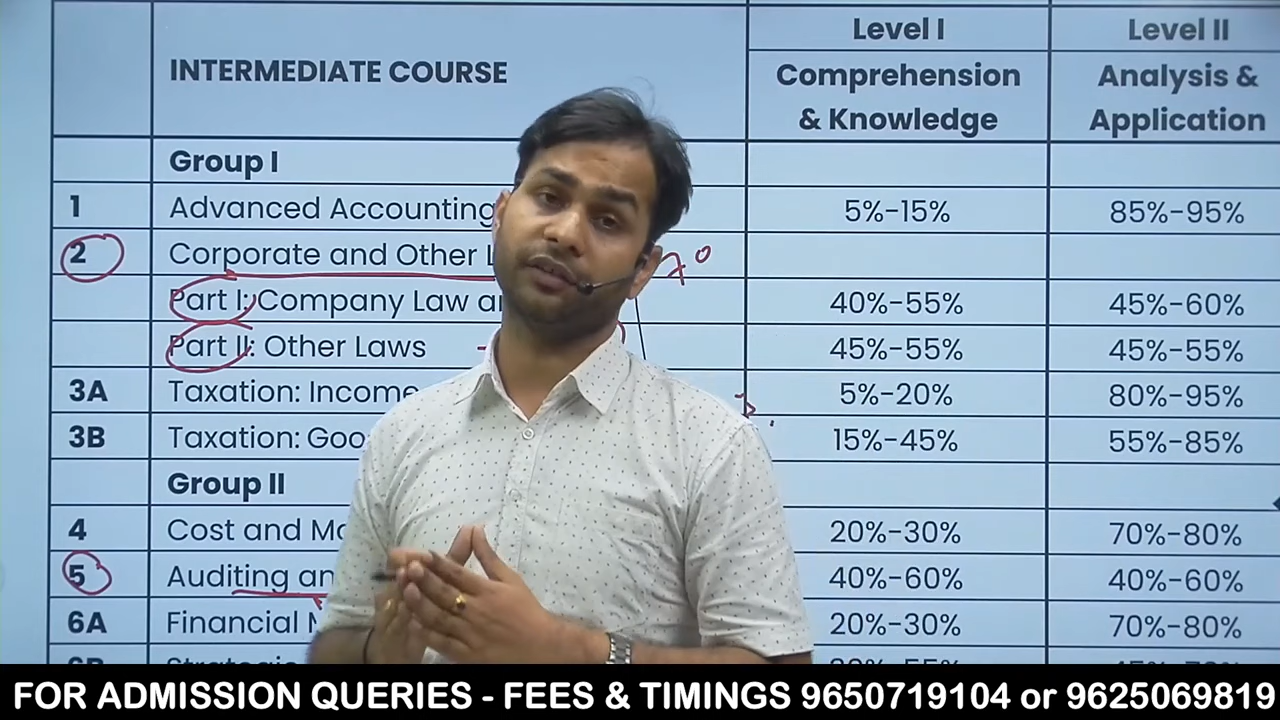 Level I Level II
INTERMEDIATE COURSE Comprehension & Knowledge Analysis & Application
Group I
1 Advanced Accounting 5%-15% 85%-95%
2 Corporate and Other L 70
Part I: Company Law 40%-55% 45%-60%
Part II: Other Laws 45%-55% 45%-55%
3A Taxation: Income 5%-20% 80%-95%
3B Taxation: Goo 15%-45% 55%-85%
Group II
4 Cost and 20%-30% 70%-80%
5 Auditing an 40%-60% 40%-60%
6A Financial 20%-30% 70%-80%
FOR ADMISSION QUERIES - FEES & TIMINGS 9650719104 or 9625069819